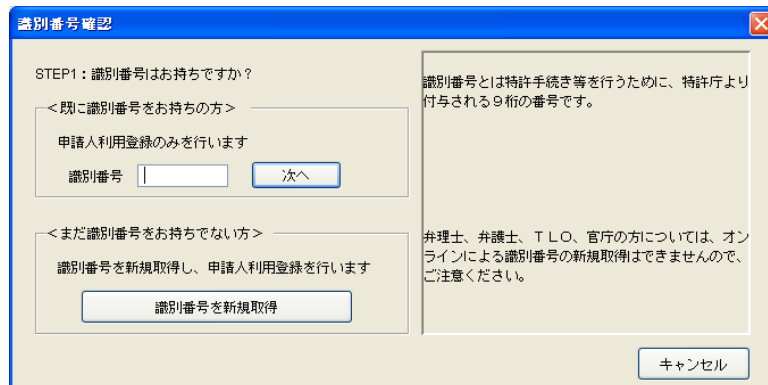 識別番号確認
STEP1：識別番号はお持ちですか？
＜既に識別番号をお持ちの方＞
申請人利用登録のみを行います
識別番号
次へ
＜まだ識別番号をお持ちでない方＞
識別番号を新規取得し、申請人利用登録を行います
識別番号を新規取得
識別番号とは特許手続き等を行うために、特許庁より
付与される９桁の番号です。
弁理士、弁護士、ＴＬＯ、官庁の方については、オン
ラインによる識別番号の新規取得はできませんので、
ご注意ください。
キャンセル